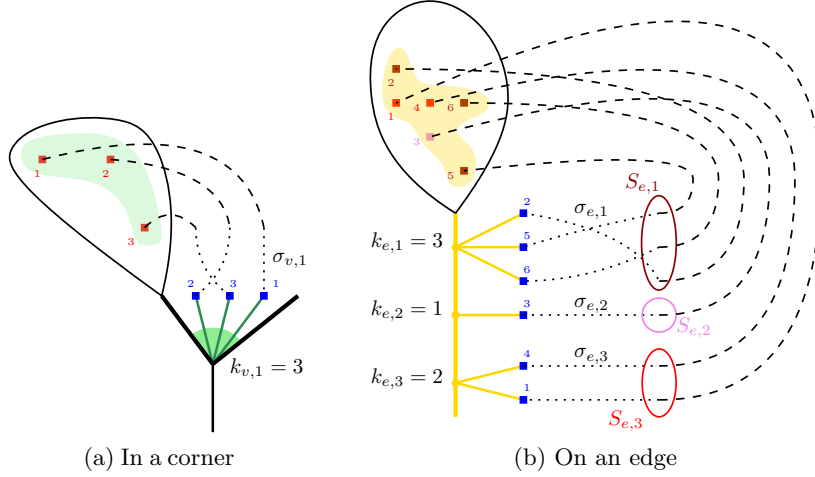 1
2
3
2
3
1
σ_{v,1}
k_{v,1} = 3
(a) In a corner
2
1
4
6
3
5
2
5
6
3
4
1
k_{e,1} = 3
k_{e,2} = 1
k_{e,3} = 2
σ_{e,1}
σ_{e,2}
σ_{e,3}
S_{e,1}
S_{e,2}
S_{e,3}
(b) On an edge